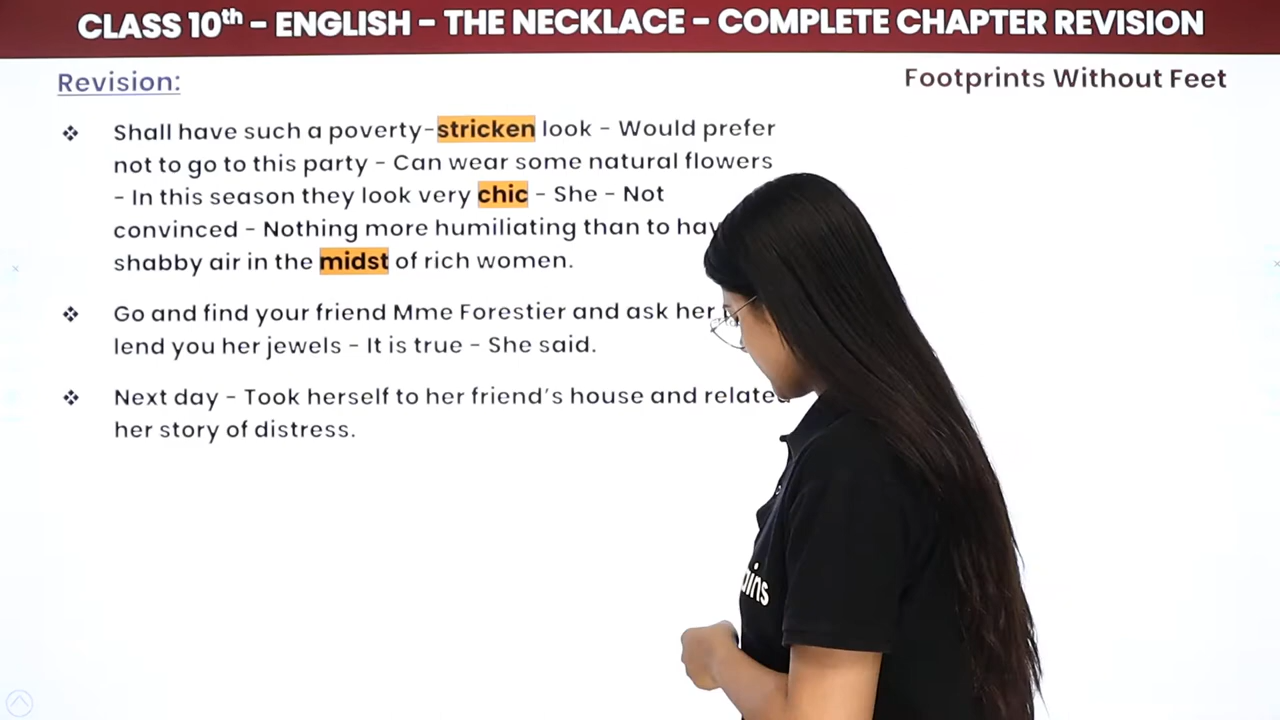 CLASS 10th – ENGLISH – THE NECKLACE – COMPLETE CHAPTER REVISION
Revision:
Footprints Without Feet
❖ Shall have such a poverty-stricken look – Would prefer
not to go to this party – Can wear some natural flowers
– In this season they look very chic – She – Not
convinced – Nothing more humiliating than to
shabby air in the midst of rich women.
❖ Go and find your friend Mme Forestier and ask her
lend you her jewels – It is true – She said.
❖ Next day – Took herself to her friend's house and related
her story of distress.